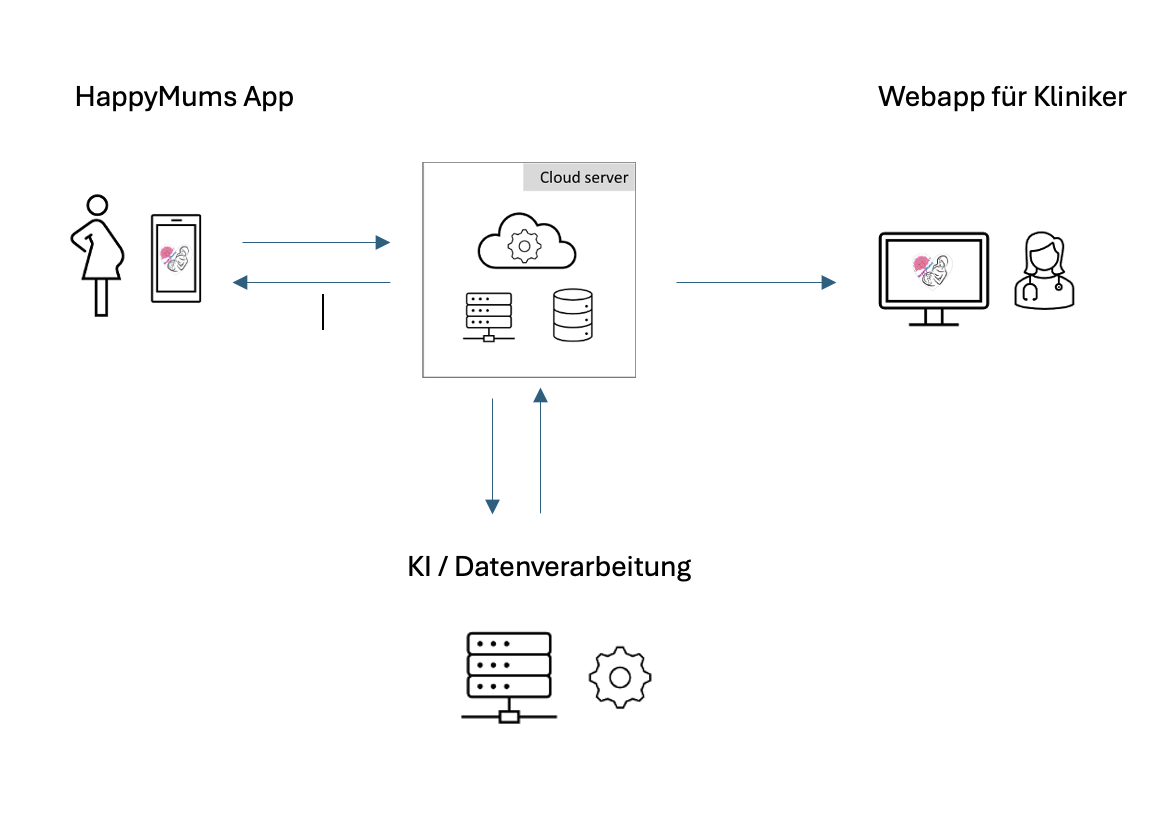 HappyMums App
Webapp für Kliniker
Cloud server
KI / Datenverarbeitung